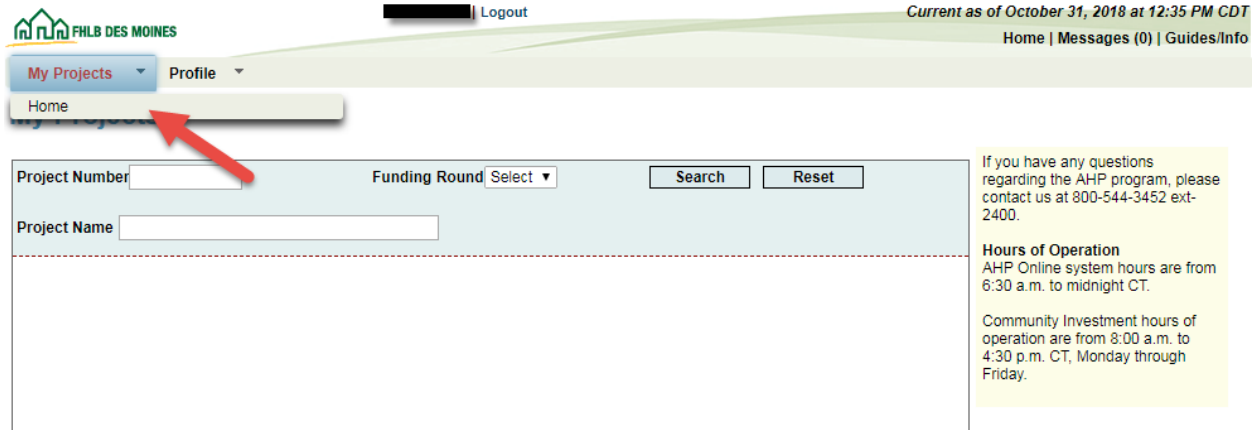 FHLB DES MOINES
| Logout
Current as of October 31, 2018 at 12:35 PM CDT
Home | Messages (0) | Guides/Info
My Projects Profile
Home
My Projects
Project Number Funding Round Select Search Reset
Project Name
If you have any questions
regarding the AHP program, please
contact us at 800-544-3452 ext-
2400.
Hours of Operation
AHP Online system hours are from
6:30 a.m. to midnight CT.
Community Investment hours of
operation are from 8:00 a.m. to
4:30 p.m. CT, Monday through
Friday.